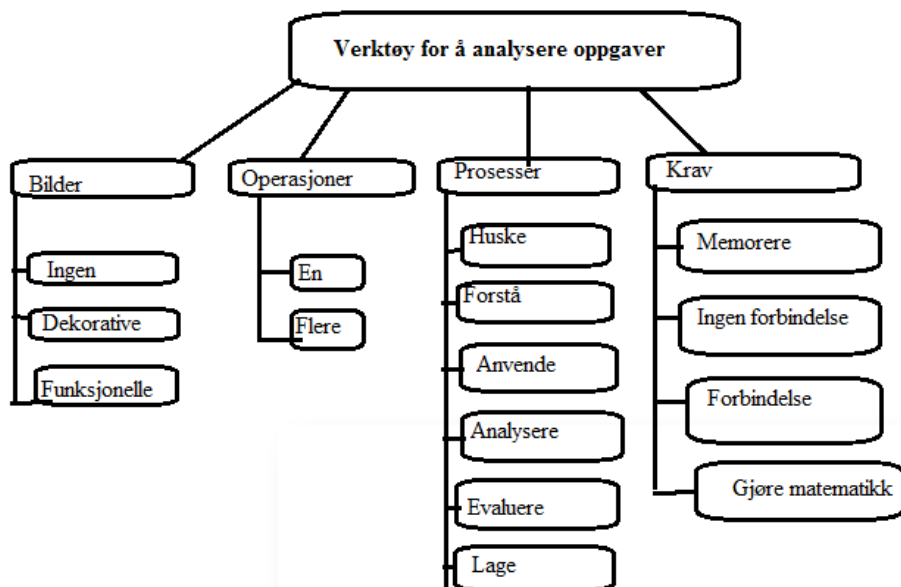 Verktøy for å analysere oppgaver
Bilder
Ingen
Dekorative
Funksjonelle
Operasjoner
En
Flere
Prosesser
Huske
Forstå
Anvende
Analysere
Evaluere
Lage
Krav
Memorere
Ingen forbindelse
Forbindelse
Gjøre matematikk